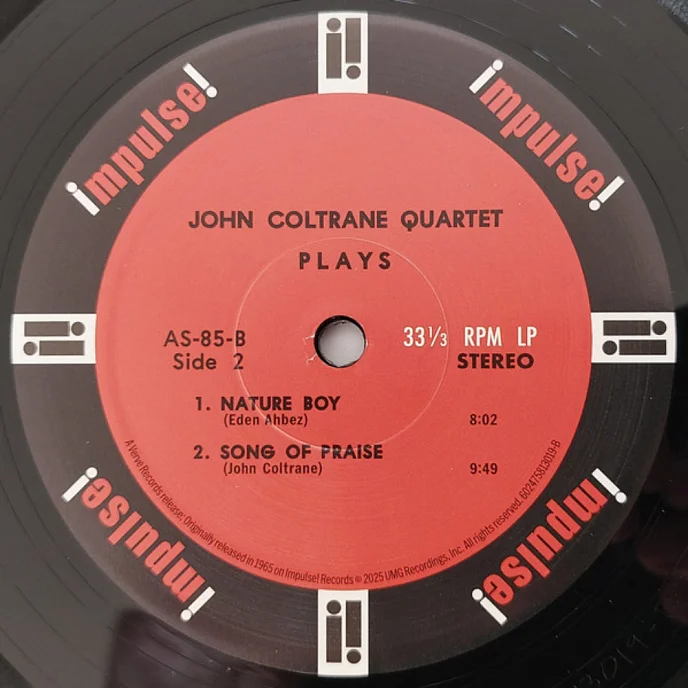 impulse!
impulse!
JOHN COLTRANE QUARTET
PLAYS
AS-85-B
Side 2
33⅓ RPM LP
STEREO
1. NATURE BOY
(Eden Ahbez)
8:02
2. SONG OF PRAISE
(John Coltrane)
9:49
A Verve Records release; Originally released in 1965 on Impulse! Records ℗ 2025 UMG Recordings, Inc. All rights reserved. 602475813019-B
impulse!
impulse!